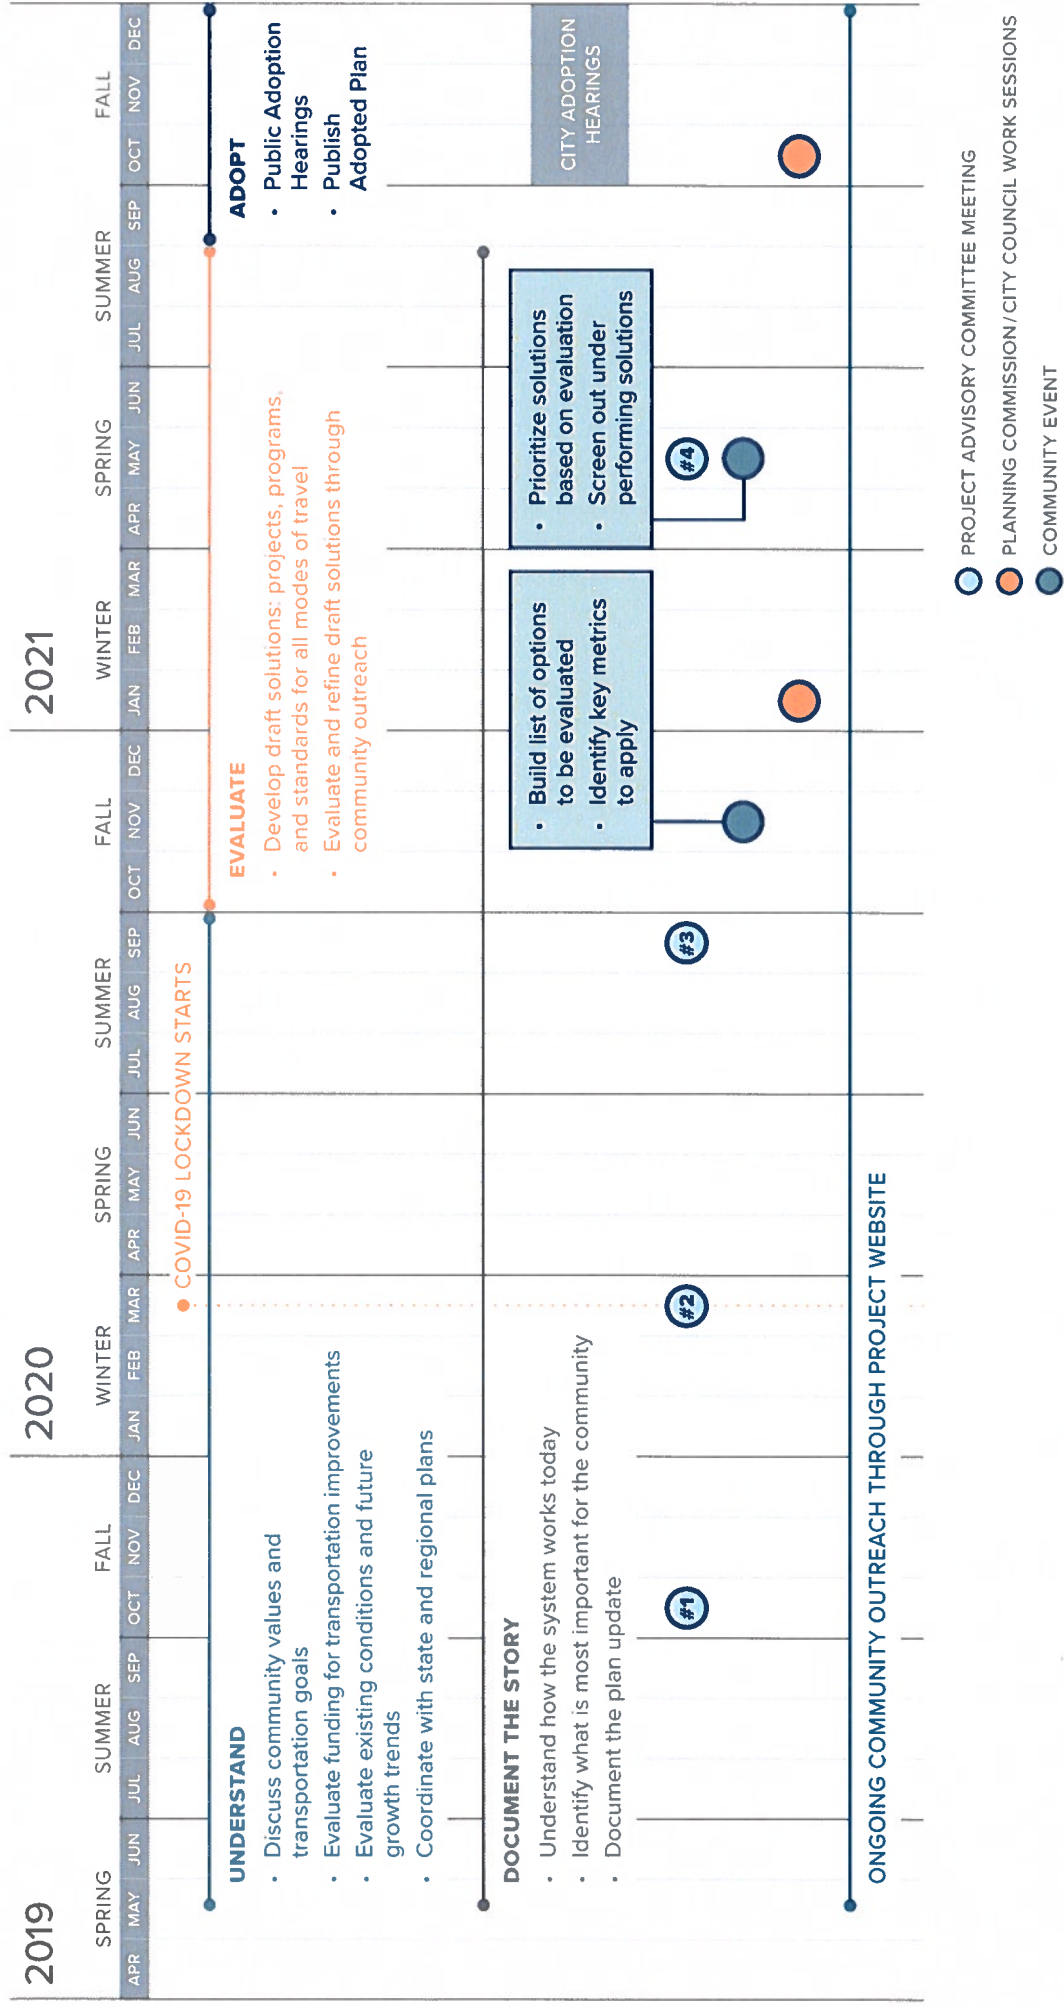 2019
2020
2021
SPRING
SUMMER
FALL
WINTER
SPRING
SUMMER
FALL
WINTER
SPRING
SUMMER
FALL
APR MAY JUN JUL AUG SEP OCT NOV DEC JAN FEB MAR APR MAY JUN JUL AUG SEP OCT NOV DEC JAN FEB MAR APR MAY JUN JUL AUG SEP OCT NOV DEC
COVID-19 LOCKDOWN STARTS
UNDERSTAND
• Discuss community values and
transportation goals
• Evaluate funding for transportation improvements
• Evaluate existing conditions and future
growth trends
• Coordinate with state and regional plans
EVALUATE
• Develop draft solutions: projects, programs,
and standards for all modes of travel
• Evaluate and refine draft solutions through
community outreach
ADOPT
• Public Adoption
Hearings
• Publish
Adopted Plan
DOCUMENT THE STORY
• Understand how the system works today
• Identify what is most important for the community
• Document the plan update
• Build list of options
to be evaluated
• Identify key metrics
to apply
• Prioritize solutions
based on evaluation
• Screen out under
performing solutions
CITY ADOPTION
HEARINGS
#1
#2
#3
#4
ONGOING COMMUNITY OUTREACH THROUGH PROJECT WEBSITE
PROJECT ADVISORY COMMITTEE MEETING
PLANNING COMMISSION/CITY COUNCIL WORK SESSIONS
COMMUNITY EVENT